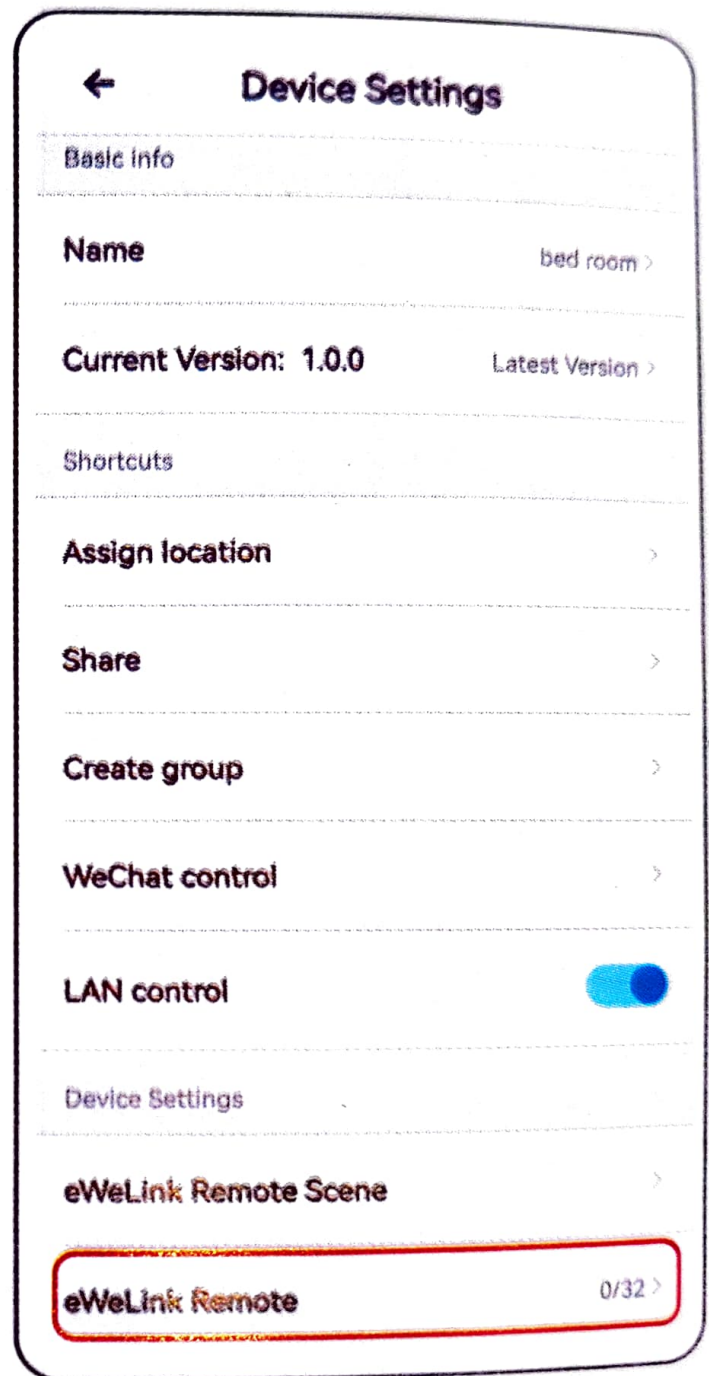 Device Settings
Basic info
Name bed room >
Current Version: 1.0.0 Latest Version >
Shortcuts
Assign location >
Share >
Create group >
WeChat control >
LAN control
Device Settings
eWeLink Remote Scene >
eWeLink Remote 0/32 >